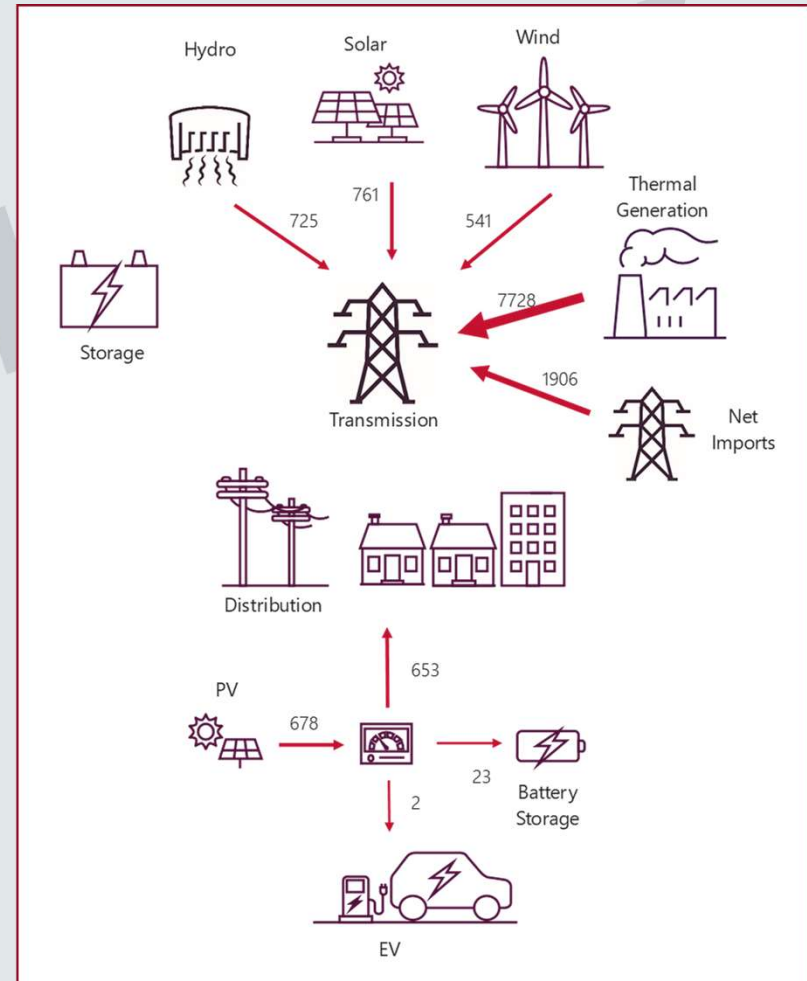 Hydro
Solar
Wind
Thermal
Generation
725
761
541
7728
Storage
1906
Transmission
Net
Imports
Distribution
653
PV
678
23
Battery
Storage
2
EV